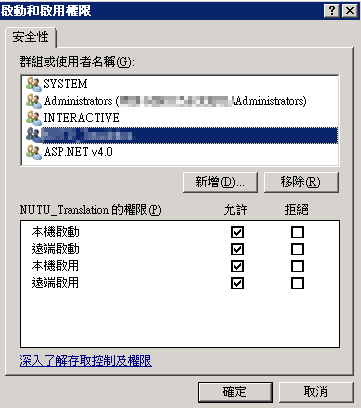 啟動和啟用權限
安全性
群組或使用者名稱(G):
SYSTEM
Administrators ( \Administrators)
INTERACTIVE
ASP.NET v4.0
新增(D)... 移除(R)
NUTU_Translation 的權限(P) 允許 拒絕
本機啟動
遠端啟動
本機啟用
遠端啟用
深入了解存取控制及權限
確定 取消